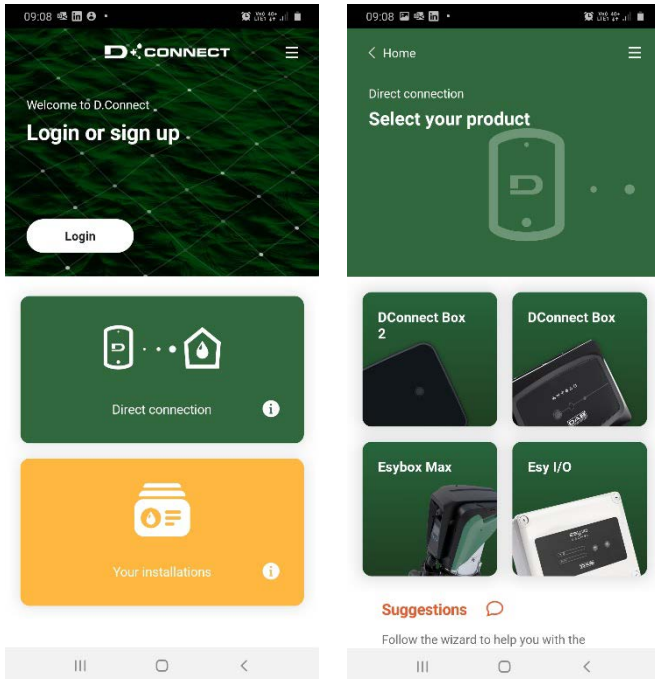 09:08
D+CONNECT
Welcome to D.Connect
Login or sign up
Login
Direct connection
Your installations
09:08
Home
Direct connection
Select your product
DConnect Box
2
DConnect Box
Esybox Max
Esy I/O
DAB
Suggestions
Follow the wizard to help you with the